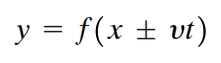 y = f(x ± vt)